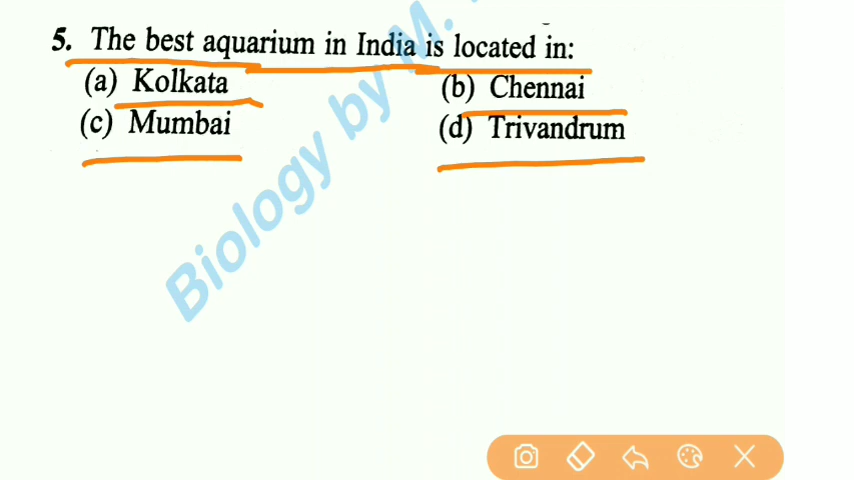 5. The best aquarium in India is located in:
(a) Kolkata (b) Chennai
(c) Mumbai (d) Trivandrum
Biology by M.